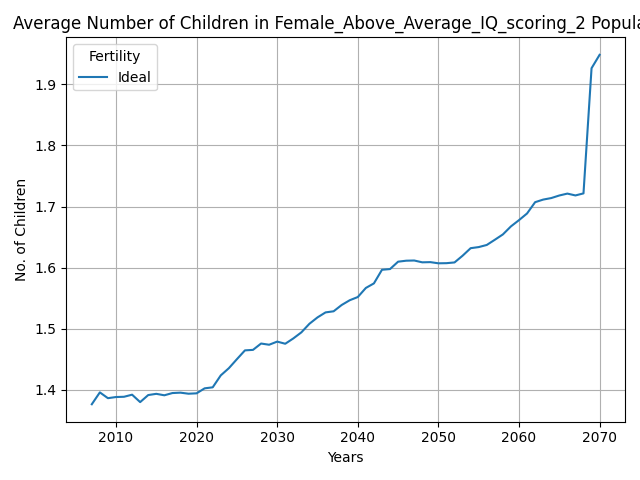 Average Number of Children in Female_Above_Average_IQ_scoring_2 Popula
Fertility
Ideal
No. of Children
1.9
1.8
1.7
1.6
1.5
1.4
2010 2020 2030 2040 2050 2060 2070
Years